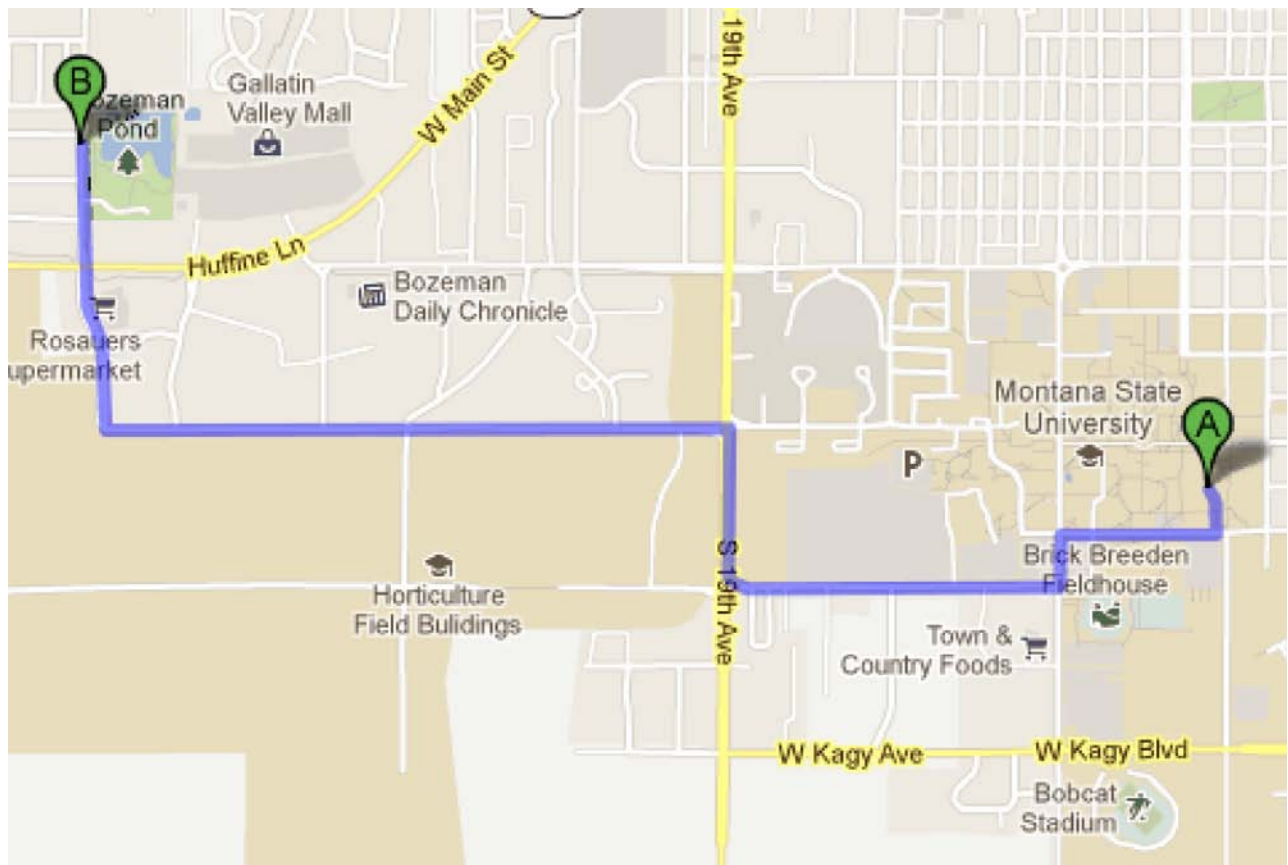 B
Bozeman
Pond
Gallatin
Valley Mall
W Main St
19th Ave
Huffine Ln
Bozeman
Daily Chronicle
Rosauers
upermarket
Montana State
University
A
P
S 19th Ave
Brick Breeden
Fieldhouse
Horticulture
Field Bulidings
Town &
Country Foods
W Kagy Ave
W Kagy Blvd
Bobcat
Stadium